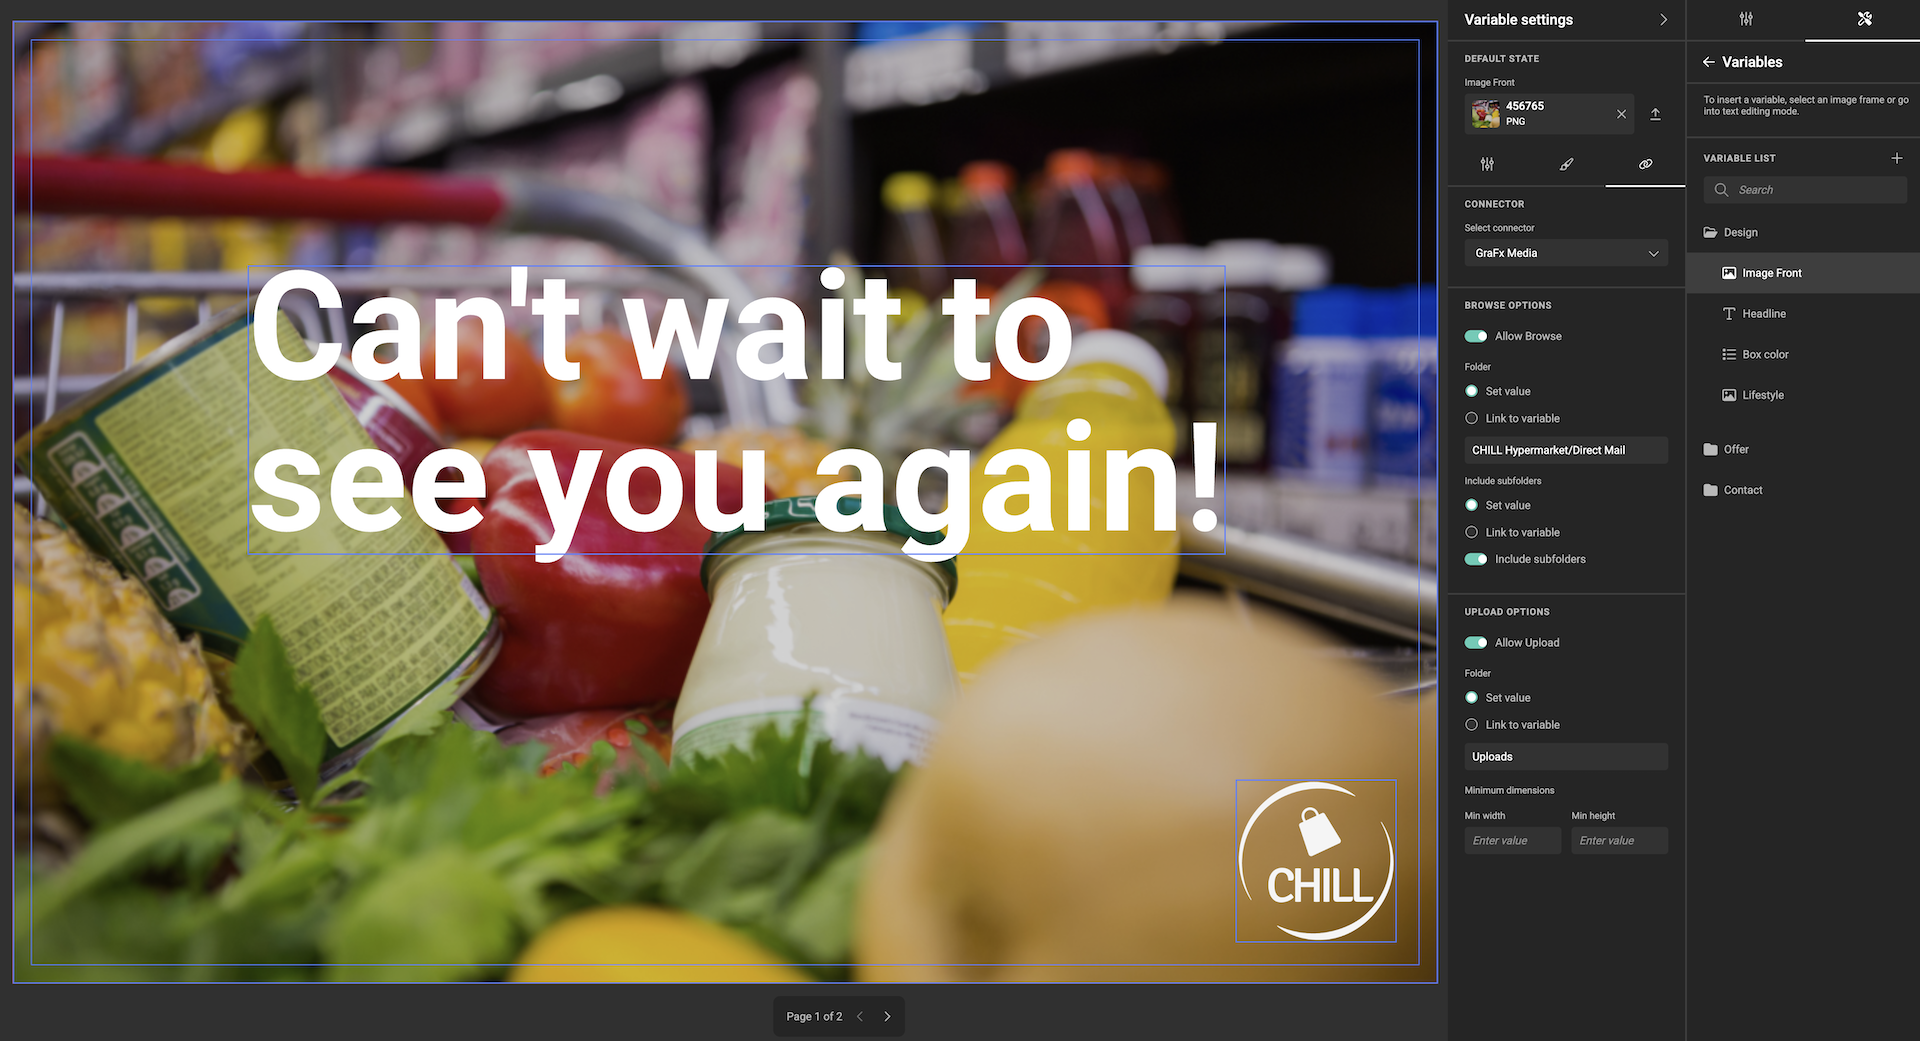 Can't wait to
see you again!
CHILL
Page 1 of 2
Variable settings
DEFAULT STATE
Image Front
456765
PNG
CONNECTOR
Select connector
GraFx Media
BROWSE OPTIONS
Allow Browse
Folder
Set value
Link to variable
CHILL Hypermarket/Direct Mail
Include subfolders
Set value
Link to variable
Include subfolders
UPLOAD OPTIONS
Allow Upload
Folder
Set value
Link to variable
Uploads
Minimum dimensions
Min width Min height
Enter value Enter value
Variables
To insert a variable, select an image frame or go
into text editing mode.
VARIABLE LIST
Search
Design
Image Front
Headline
Box color
Lifestyle
Offer
Contact